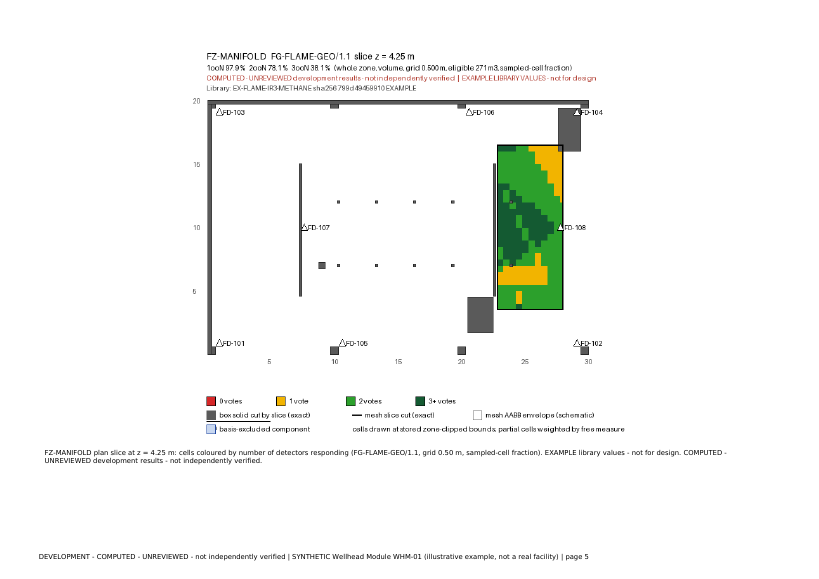 FZ-MANIFOLD FG-FLAME-GEO/1.1 slice z = 4.25 m
1ooN 97.9% 2ooN 78.1% 3ooN 38.1% (whole zone, volume, grid 0.500 m, eligible 271 m3, sampled-cell fraction)
COMPUTED - UNREVIEWED development results - not independently verified | EXAMPLE LIBRARY VALUES - not for design
Library: EX-FLAME-IR3-METHANE sha256 799d49459910 EXAMPLE
20
FD-103
FD-106
FD-104
15
10
FD-107
FD-108
5
FD-101
FD-105
FD-102
5
10
15
20
25
30
0 votes
1 vote
2 votes
3+ votes
box solid cut by slice (exact)
mesh slice cut (exact)
mesh AABB envelope (schematic)
basis-excluded component
cells drawn at stored zone-clipped bounds; partial cells weighted by free measure
FZ-MANIFOLD plan slice at z = 4.25 m: cells coloured by number of detectors responding (FG-FLAME-GEO/1.1, grid 0.50 m, sampled-cell fraction). EXAMPLE library values - not for design. COMPUTED -
UNREVIEWED development results - not independently verified.
DEVELOPMENT - COMPUTED - UNREVIEWED - not independently verified | SYNTHETIC Wellhead Module WHM-01 (illustrative example, not a real facility) | page 5